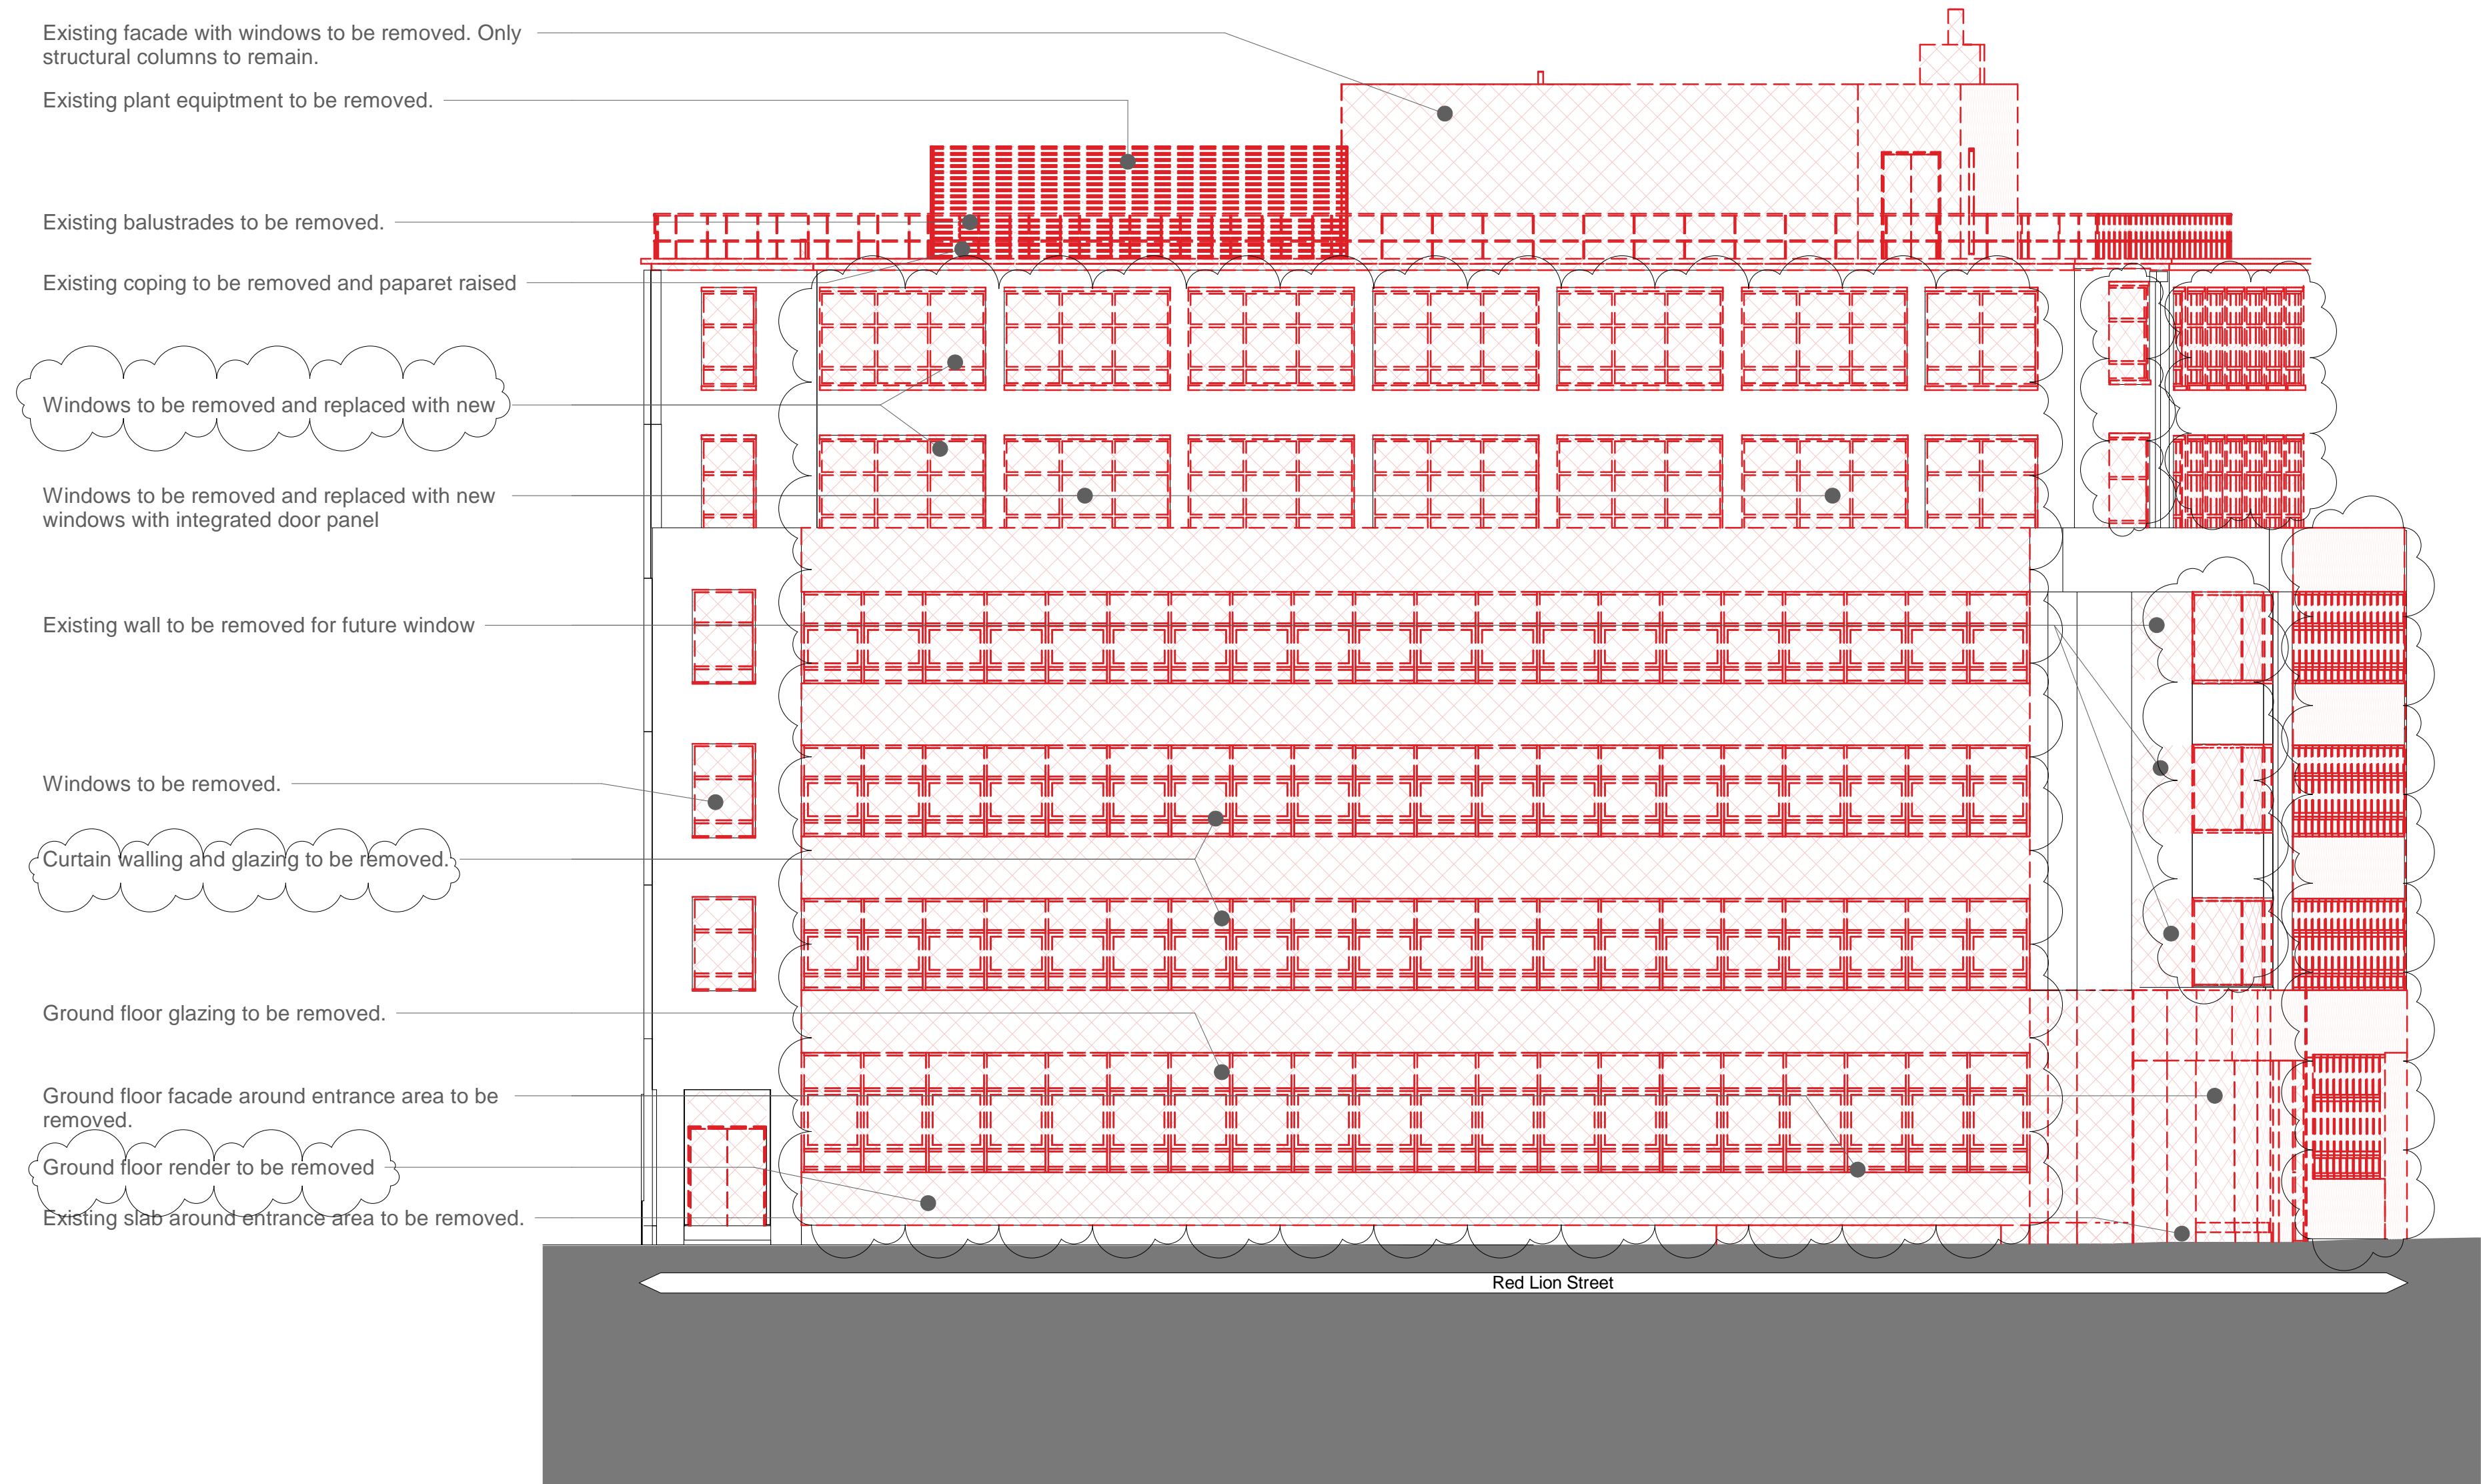 Existing facade with windows to be removed. Only
structural columns to remain.
Existing plant equiptment to be removed.
Existing balustrades to be removed.
Existing coping to be removed and paparet raised
Windows to be removed and replaced with new
Windows to be removed and replaced with new
windows with integrated door panel
Existing wall to be removed for future window
Windows to be removed.
Curtain walling and glazing to be removed.
Ground floor glazing to be removed.
Ground floor facade around entrance area to be
removed.
Ground floor render to be removed
Existing slab around entrance area to be removed.
Red Lion Street